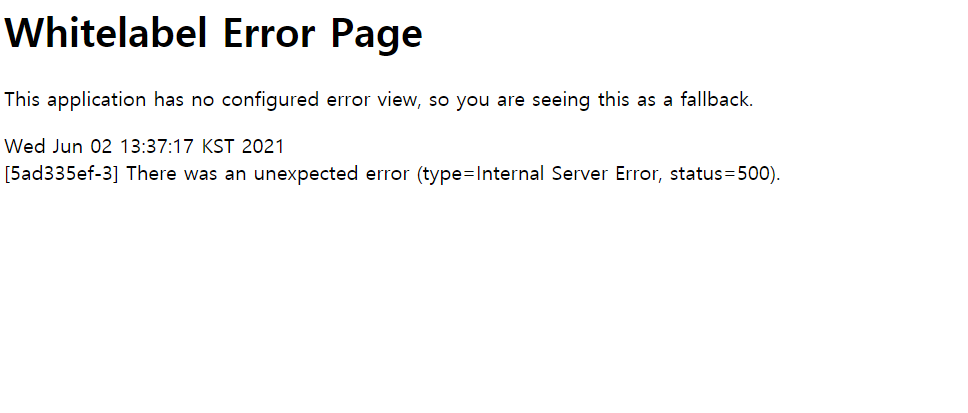 Whitelabel Error Page
This application has no configured error view, so you are seeing this as a fallback.
Wed Jun 02 13:37:17 KST 2021
[5ad335ef-3] There was an unexpected error (type=Internal Server Error, status=500).